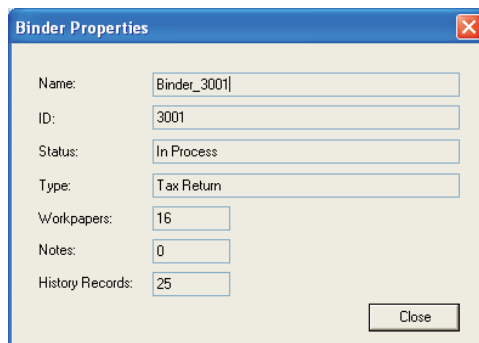 Binder Properties
Name: Binder_3001
ID: 3001
Status: In Process
Type: Tax Return
Workpapers: 16
Notes: 0
History Records: 25
Close